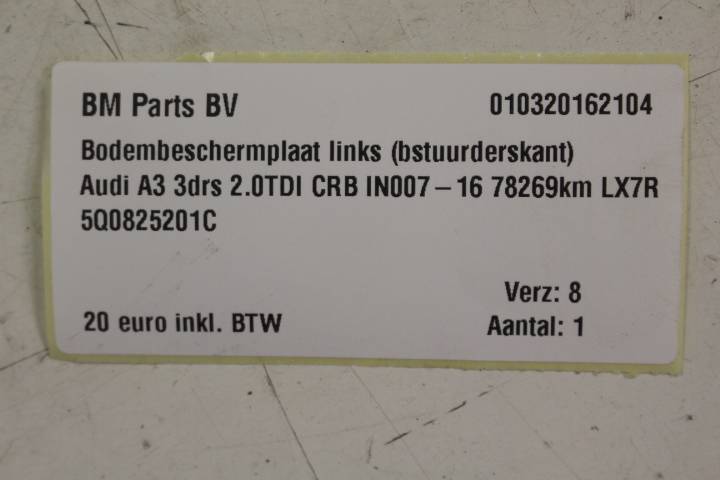 BM Parts BV 010320162104
Bodembeschermplaat links (bstuurderskant)
Audi A3 3drs 2.0TDI CRB IN007-16 78269km LX7R
5Q0825201C
Verz: 8
20 euro inkl. BTW Aantal: 1